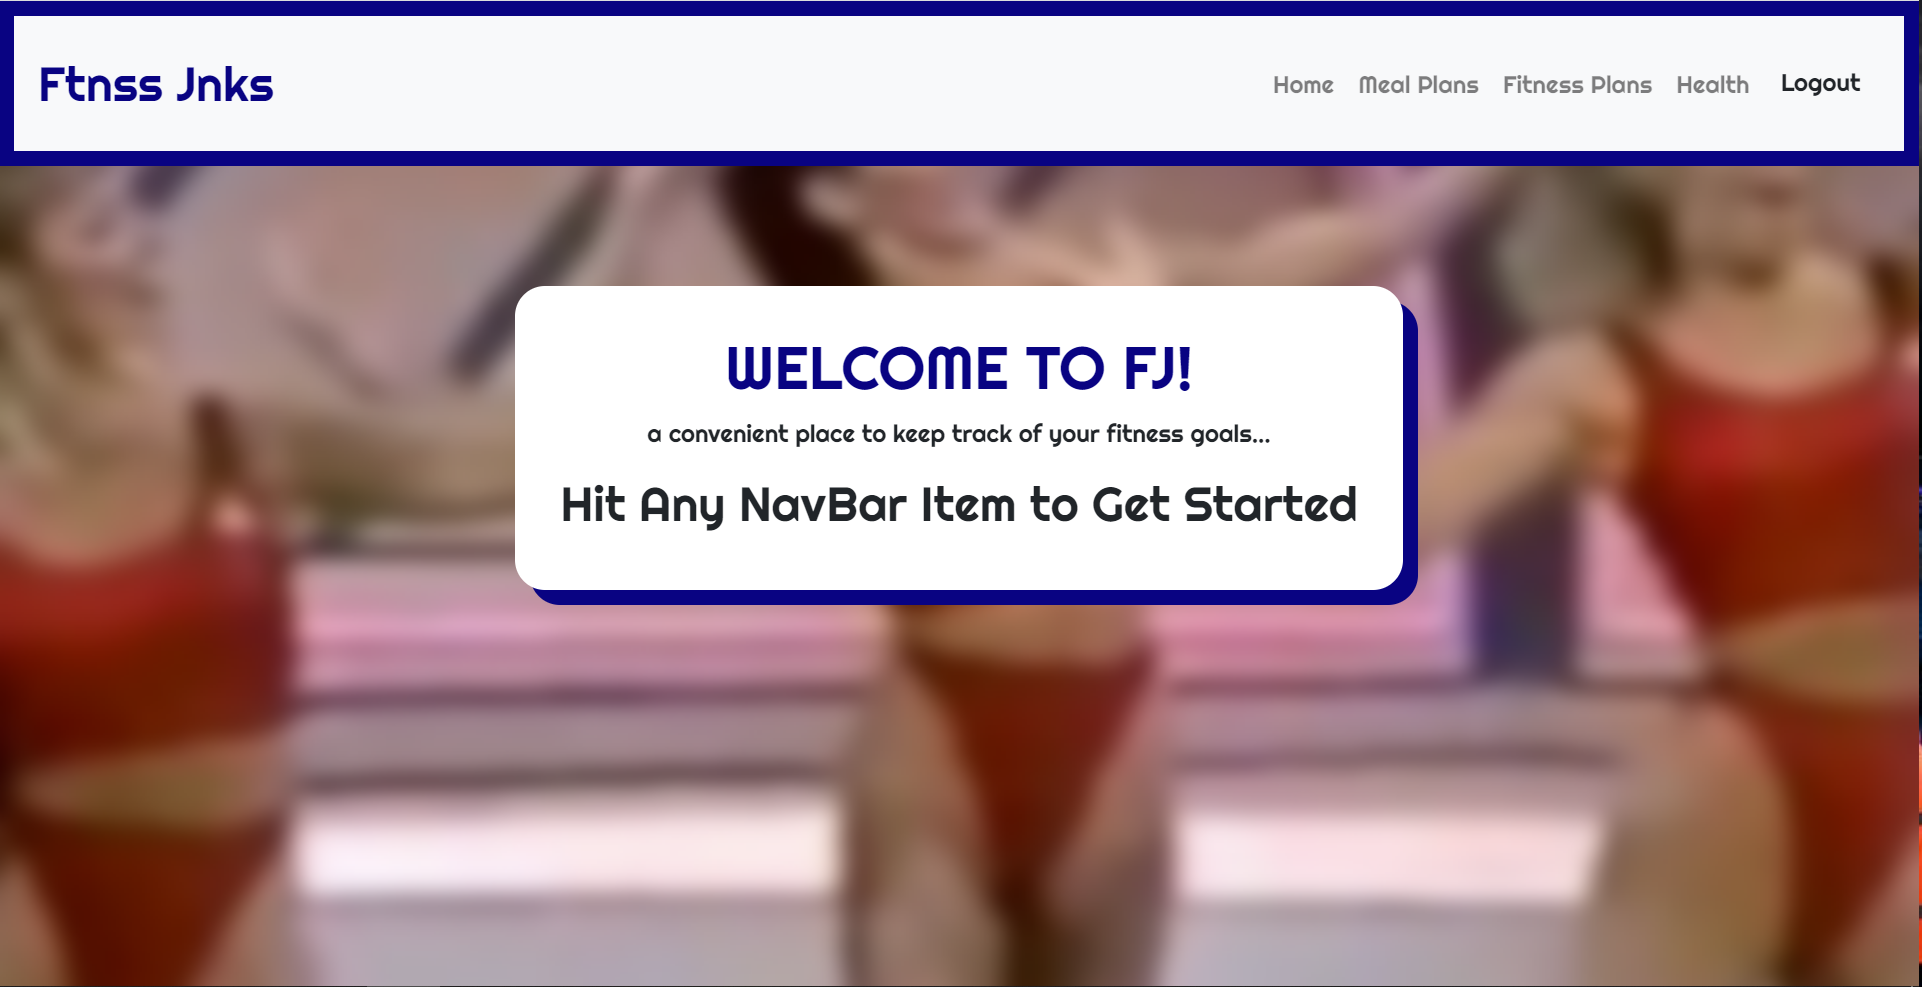 Ftnss Jnks
Home Meal Plans Fitness Plans Health Logout
WELCOME TO FJ!
a convenient place to keep track of your fitness goals...
Hit Any NavBar Item to Get Started